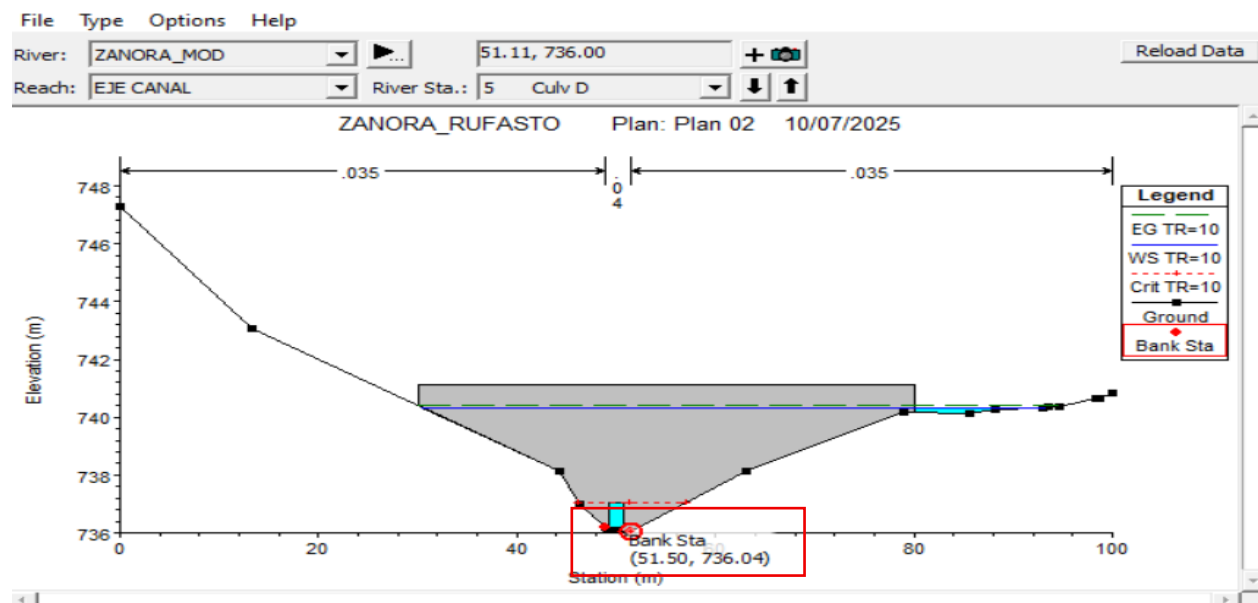 File Type Options Help
River: ZANORA_MOD 51.11, 736.00 Reload Data
Reach: EJE CANAL River Sta.: 5 Culv D
ZANORA_RUFASTO Plan: Plan 02 10/07/2025
.035 .04 .035
Legend
EG TR=10
WS TR=10
Crit TR=10
Ground
Bank Sta
748
746
744
742
740
738
736
Elevation (m)
0 20 40 60 80 100
Bank Sta
(51.50, 736.04)
Station (m)